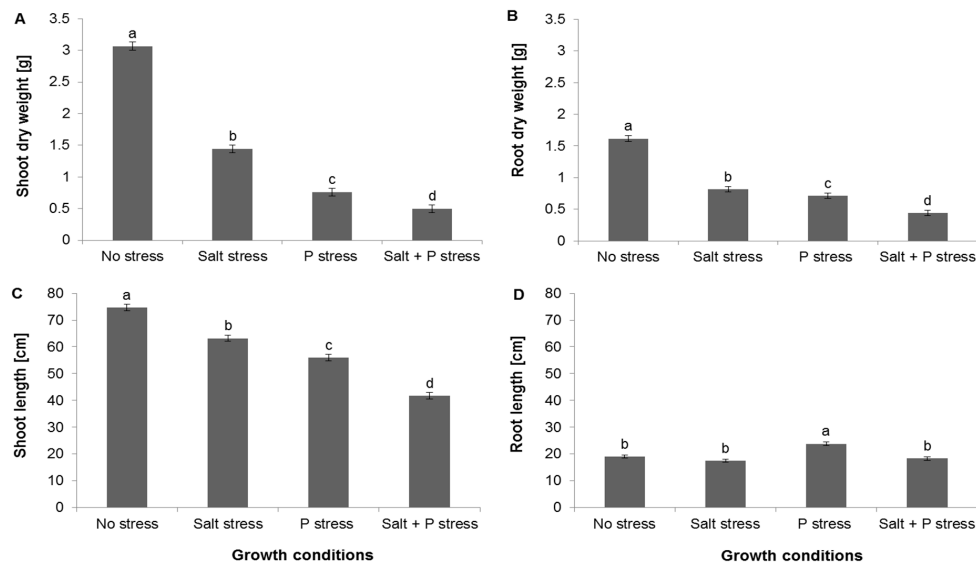 A
Shoot dry weight [g]
3.5
3
2.5
2
1.5
1
0.5
0
a
b
c
d
No stress Salt stress P stress Salt + P stress
B
Root dry weight [g]
3.5
3
2.5
2
1.5
1
0.5
0
a
b
c
d
No stress Salt stress P stress Salt + P stress
C
Shoot length [cm]
80
70
60
50
40
30
20
10
0
a
b
c
d
No stress Salt stress P stress Salt + P stress
Growth conditions
D
Root length [cm]
80
70
60
50
40
30
20
10
0
b
b
a
b
No stress Salt stress P stress Salt + P stress
Growth conditions